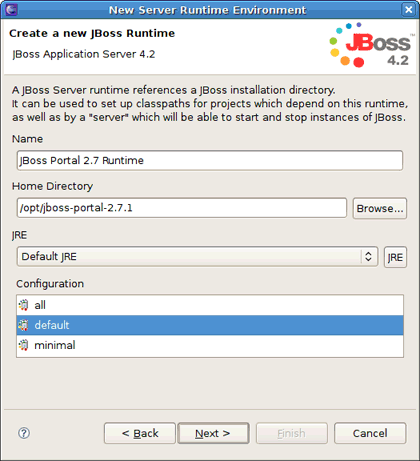 New Server Runtime Environment
Create a new JBoss Runtime
JBoss Application Server 4.2
JBoss
4.2
A JBoss Server runtime references a JBoss installation directory.
It can be used to set up classpaths for projects which depend on this runtime,
as well as by a "server" which will be able to start and stop instances of JBoss.
Name
JBoss Portal 2.7 Runtime
Home Directory
/opt/jboss-portal-2.7.1
Browse...
JRE
Default JRE
JRE
Configuration
all
default
minimal
?
< Back
Next >
Finish
Cancel